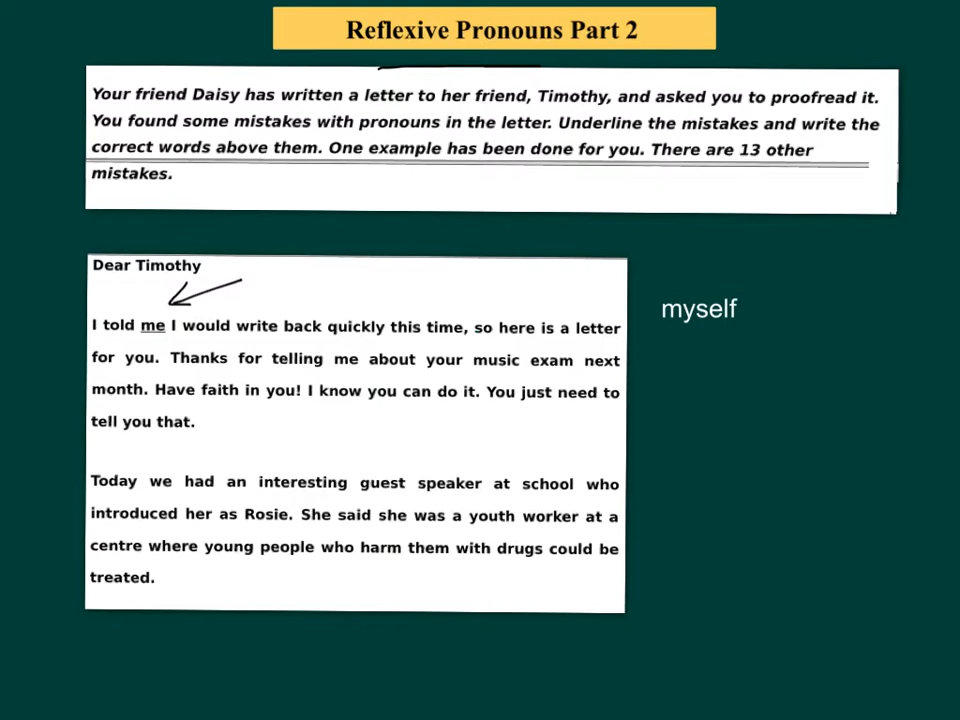 Reflexive Pronouns Part 2
Your friend Daisy has written a letter to her friend, Timothy, and asked you to proofread it.
You found some mistakes with pronouns in the letter. Underline the mistakes and write the
correct words above them. One example has been done for you. There are 13 other
mistakes.
Dear Timothy
myself
I told me I would write back quickly this time, so here is a letter
for you. Thanks for telling me about your music exam next
month. Have faith in you! I know you can do it. You just need to
tell you that.
Today we had an interesting guest speaker at school who
introduced her as Rosie. She said she was a youth worker at a
centre where young people who harm them with drugs could be
treated.